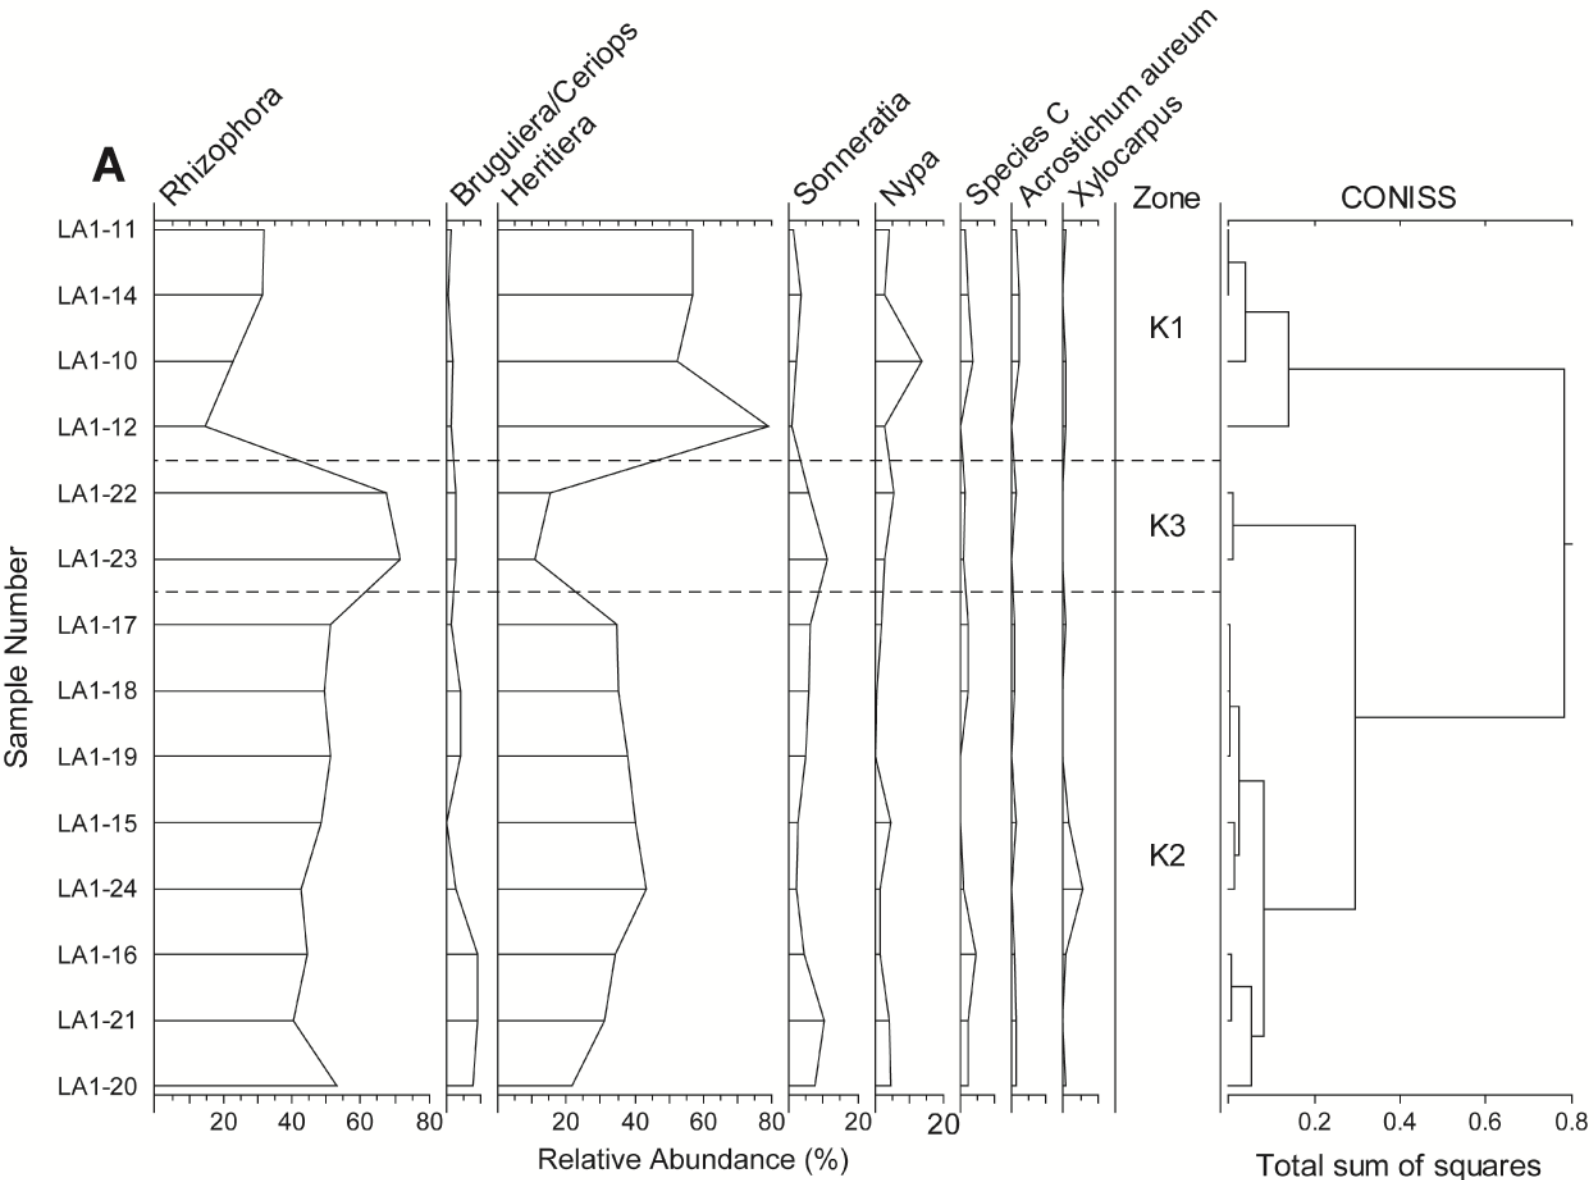 A
Rhizophora
Bruguiera/Ceriops
Heritiera
Sonneratia
Nypa
Species C
Acrostichum aureum
Xylocarpus
Zone
CONISS
Sample Number
LA1-11
LA1-14
LA1-10
LA1-12
LA1-22
LA1-23
LA1-17
LA1-18
LA1-19
LA1-15
LA1-24
LA1-16
LA1-21
LA1-20
K1
K3
K2
20 40 60 80 20 40 60 80 20 20 0.2 0.4 0.6 0.8
Relative Abundance (%)
Total sum of squares